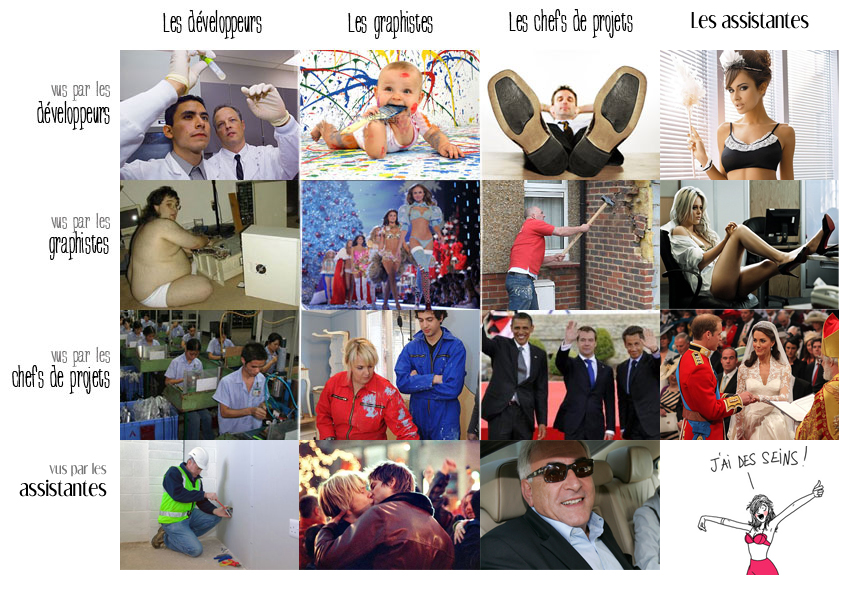 Les développeurs
Les graphistes
Les chefs de projets
Les assistantes
vus par les
développeurs
vus par les
graphistes
vus par les
chefs de projets
vus par les
assistantes
J'AI DES SEINS !